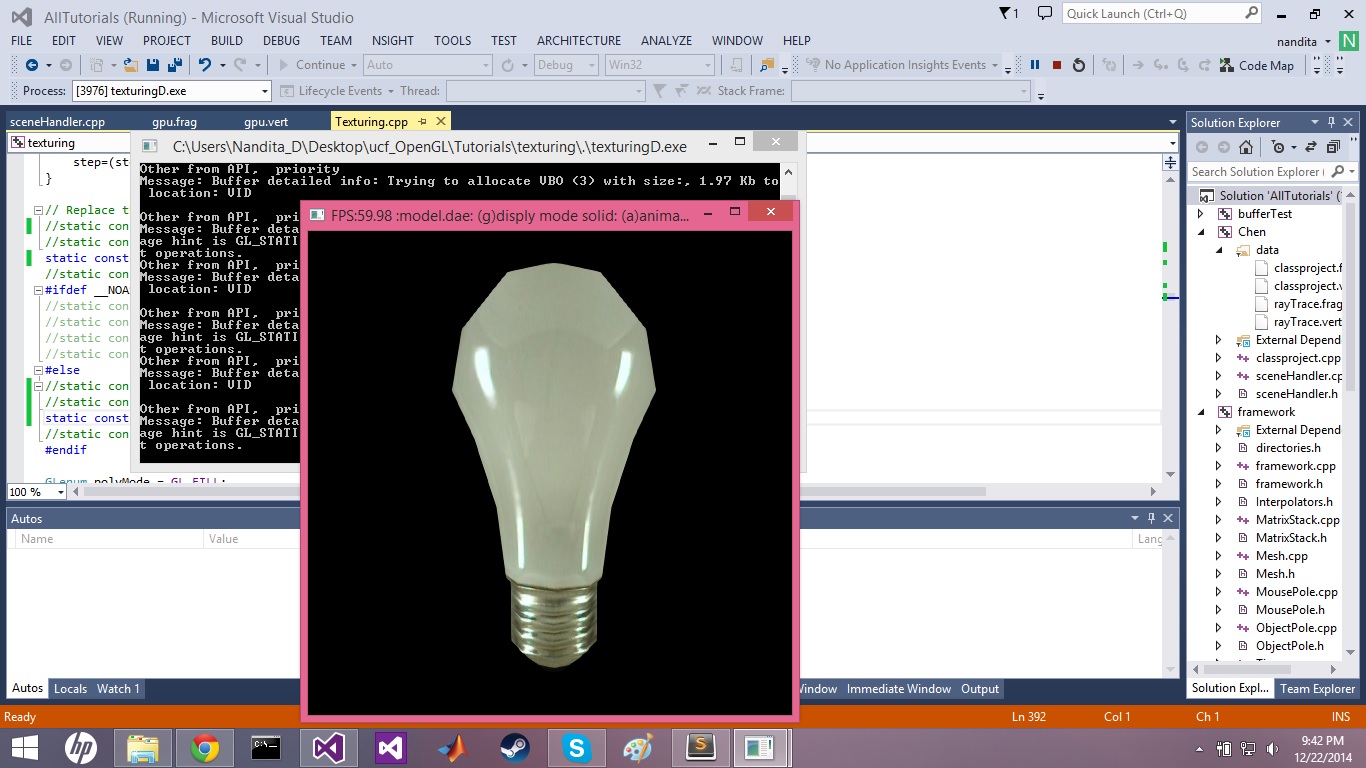 AllTutorials (Running) - Microsoft Visual Studio
1
Quick Launch (Ctrl+Q)
FILE EDIT VIEW PROJECT BUILD DEBUG TEAM NSIGHT TOOLS TEST ARCHITECTURE ANALYZE WINDOW HELP
nandita N
Continue Auto Debug Win32 No Application Insights Events Code Map
Process: [3976] texturingD.exe Lifecycle Events Thread: Stack Frame:
sceneHandler.cpp gpu.frag gpu.vert Texturing.cpp
texturing
step=(st
}
// Replace t
//static con
//static con
static const
//static con
#ifdef __NOA
//static con
//static con
//static con
//static con
#else
//static con
//static con
static const
//static con
#endif
GLenum polyMode = GL_FILL;
100 %
C:\Users\Nandita_D\Desktop\ucf_OpenGL\Tutorials\texturing\.\texturingD.exe
Other from API, priority
Message: Buffer detailed info: Trying to allocate VBO (3) with size:, 1.97 Kb to
location: VID
Other from API, pri
Message: Buffer deta
age hint is GL_STATI
t operations.
Other from API, pri
Message: Buffer deta
location: VID
Other from API, pri
Message: Buffer deta
age hint is GL_STATI
t operations.
Other from API, pri
Message: Buffer deta
location: VID
Other from API, pri
Message: Buffer deta
age hint is GL_STATI
t operations.
FPS:59.98 :model.dae: (g)disply mode solid: (a)anima...
Solution Explorer
Search Solution Explorer (
Solution 'AllTutorials' (
bufferTest
Chen
data
classproject.f
classproject.v
rayTrace.frag
rayTrace.vert
External Depend
classproject.cpp
sceneHandler.cp
sceneHandler.h
framework
External Depend
directories.h
framework.cpp
framework.h
Interpolators.h
MatrixStack.cpp
MatrixStack.h
Mesh.cpp
Mesh.h
MousePole.cpp
MousePole.h
ObjectPole.cpp
ObjectPole.h
Solution Expl... Team Explorer
Autos
Name Value Lang
Autos Locals Watch 1 Window Immediate Window Output
Ready Ln 392 Col 1 Ch 1 INS
hp
C:\
S
9:42 PM
12/22/2014